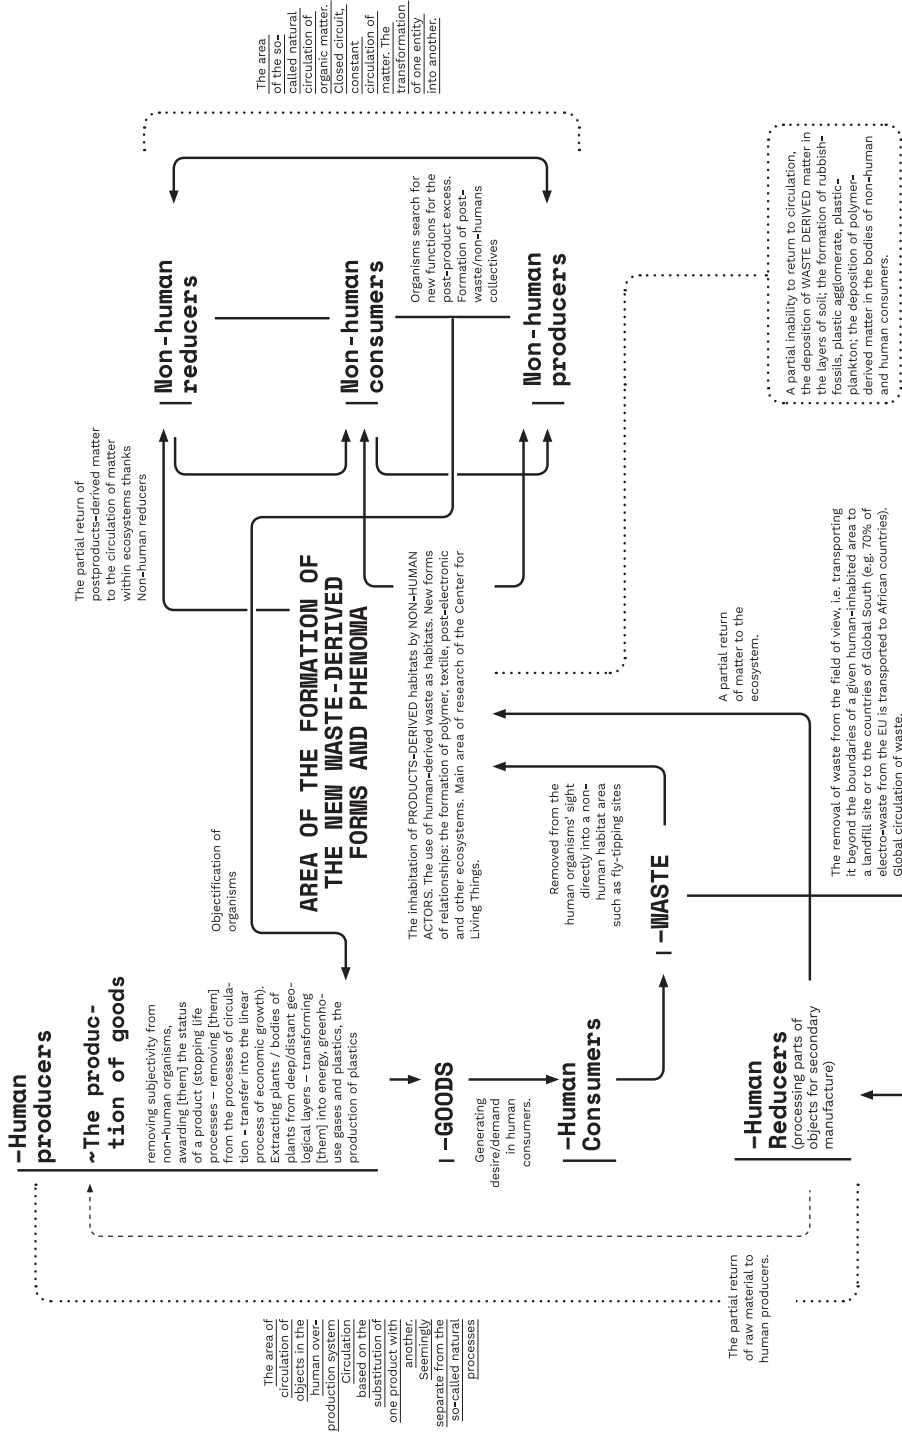 The area of
circulation of
objects in the
human over-
production system
Circulation
based on the
substitution of
one product with
another.
Seemingly
separate from the
so-called natural
processes
–Human
producers
~The produc-
tion of goods
removing subjectivity from
non-human organisms,
awarding [them] the status
of a product (stopping life
processes – removing [them]
from the processes of circula-
tion – transfer into the linear
process of economic growth).
Extracting plants / bodies of
plants from deep/distant geo-
logical layers – transforming
[them] into energy, greenho-
use gases and plastics, the
production of plastics
–GOODS
Generating
desire/demand
in human
consumers.
–Human
Consumers
–Human
Reducers
(processing parts of
objects for secondary
manufacture)
The partial return
of raw material to
human producers.
Objectification of
organisms
AREA OF THE FORMATION OF
THE NEW WASTE-DERIVED
FORMS AND PHENOMA
The inhabitation of PRODUCTS-DERIVED habitats by NON-HUMAN
ACTORS. The use of human-derived waste as habitats. New forms
of relationships: the formation of polymer, textile, post-electronic
and other ecosystems. Main area of research of the Center for
Living Things.
Removed from the
human organisms' sight
directly into a non-
human habitat area
such as fly-tipping sites
–WASTE
A partial return
of matter to the
ecosystem.
The removal of waste from the field of view, i.e. transporting
it beyond the boundaries of a given human-inhabited area to
a landfill site or to the countries of Global South (e.g. 70% of
electro-waste from the EU is transported to African countries).
Global circulation of waste.
The partial return of
postproducts-derived matter
to the circulation of matter
within ecosystems thanks
Non-human reducers
Non-human
reducers
Non-human
consumers
Organisms search for
new functions for the
post-product excess.
Formation of post-
waste/non-humans
collectives
Non-human
producers
A partial inability to return to circulation,
the deposition of WASTE DERIVED matter in
the layers of soil; the formation of rubbish-
fossils, plastic agglomerate, plastic-
plankton; the deposition of polymer-
derived matter in the bodies of non-human
and human consumers.
The area
of the so-
called natural
circulation of
organic matter.
Closed circuit,
constant
circulation of
matter. The
transformation
of one entity
into another.